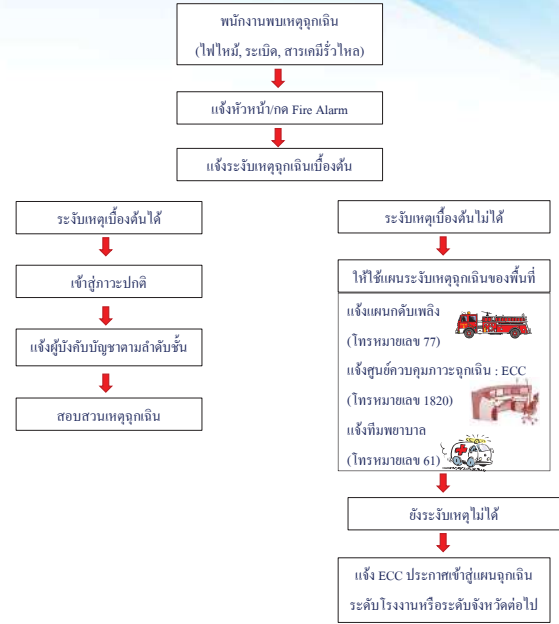 พนักงานพบเหตุฉุกเฉิน
(ไฟไหม้, ระเบิด, สารเคมีรั่วไหล)
แจ้งหัวหน้า/กด Fire Alarm
แจ้งระงับเหตุฉุกเฉินเบื้องต้น
ระงับเหตุเบื้องต้นได้
เข้าสู่ภาวะปกติ
แจ้งผู้บังคับบัญชาตามลำดับชั้น
สอบสวนเหตุฉุกเฉิน
ระงับเหตุเบื้องต้นไม่ได้
ให้ใช้แผนระงับเหตุฉุกเฉินของพื้นที่
แจ้งแผนกดับเพลิง
(โทรหมายเลข 77)
แจ้งศูนย์ควบคุมภาวะฉุกเฉิน : ECC
(โทรหมายเลข 1820)
แจ้งทีมพยาบาล
(โทรหมายเลข 61)
ยังระงับเหตุไม่ได้
แจ้ง ECC ประกาศเข้าสู่แผนฉุกเฉิน
ระดับโรงงานหรือระดับจังหวัดต่อไป